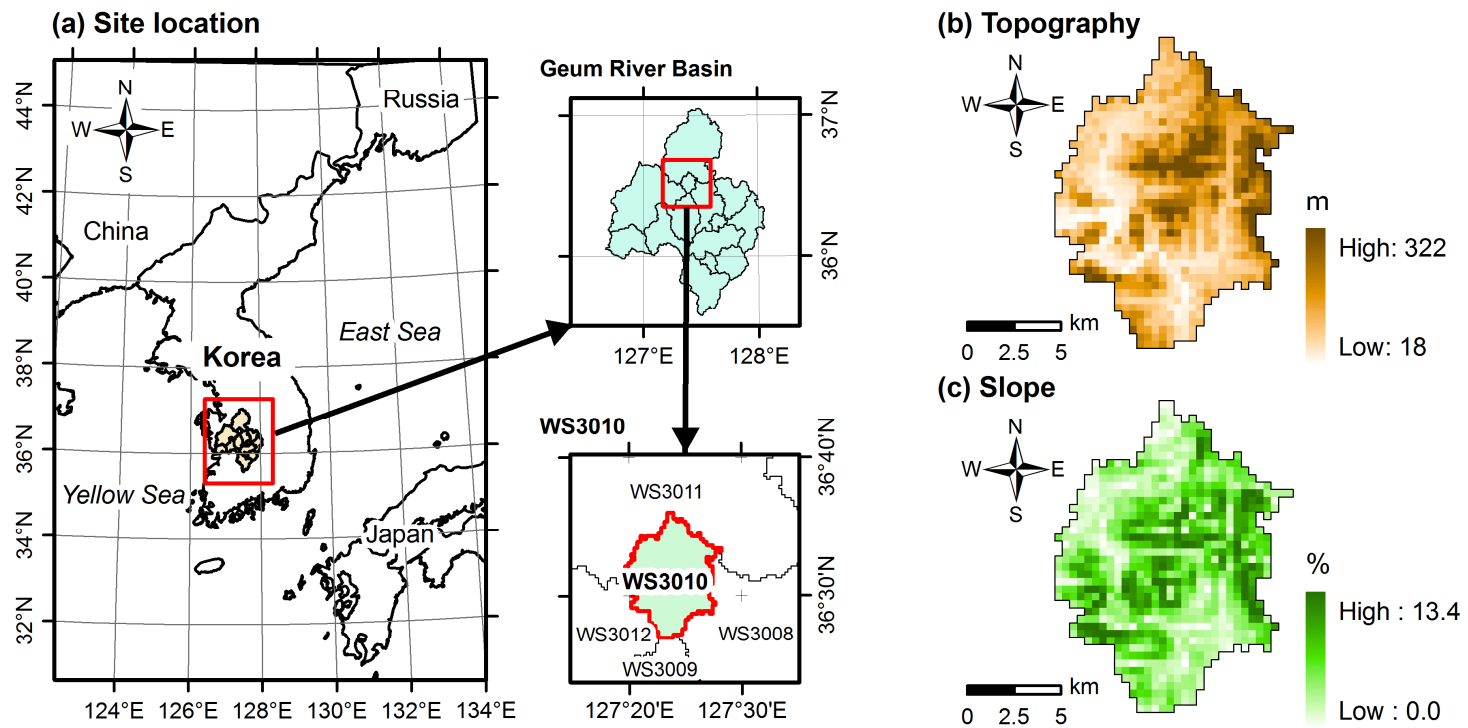 (a) Site location
N
W E
S
Russia
China
East Sea
Korea
Yellow Sea
Japan
44°N
42°N
40°N
38°N
36°N
34°N
32°N
124°E
126°E
128°E
130°E
132°E
134°E
Geum River Basin
37°N
36°N
127°E
128°E
WS3010
WS3011
WS3010
WS3012
WS3008
WS3009
36°40'N
36°30'N
127°20'E
127°30'E
(b) Topography
N
W E
S
m
High: 322
Low: 18
km
0 2.5 5
(c) Slope
N
W E
S
%
High : 13.4
Low : 0.0
km
0 2.5 5